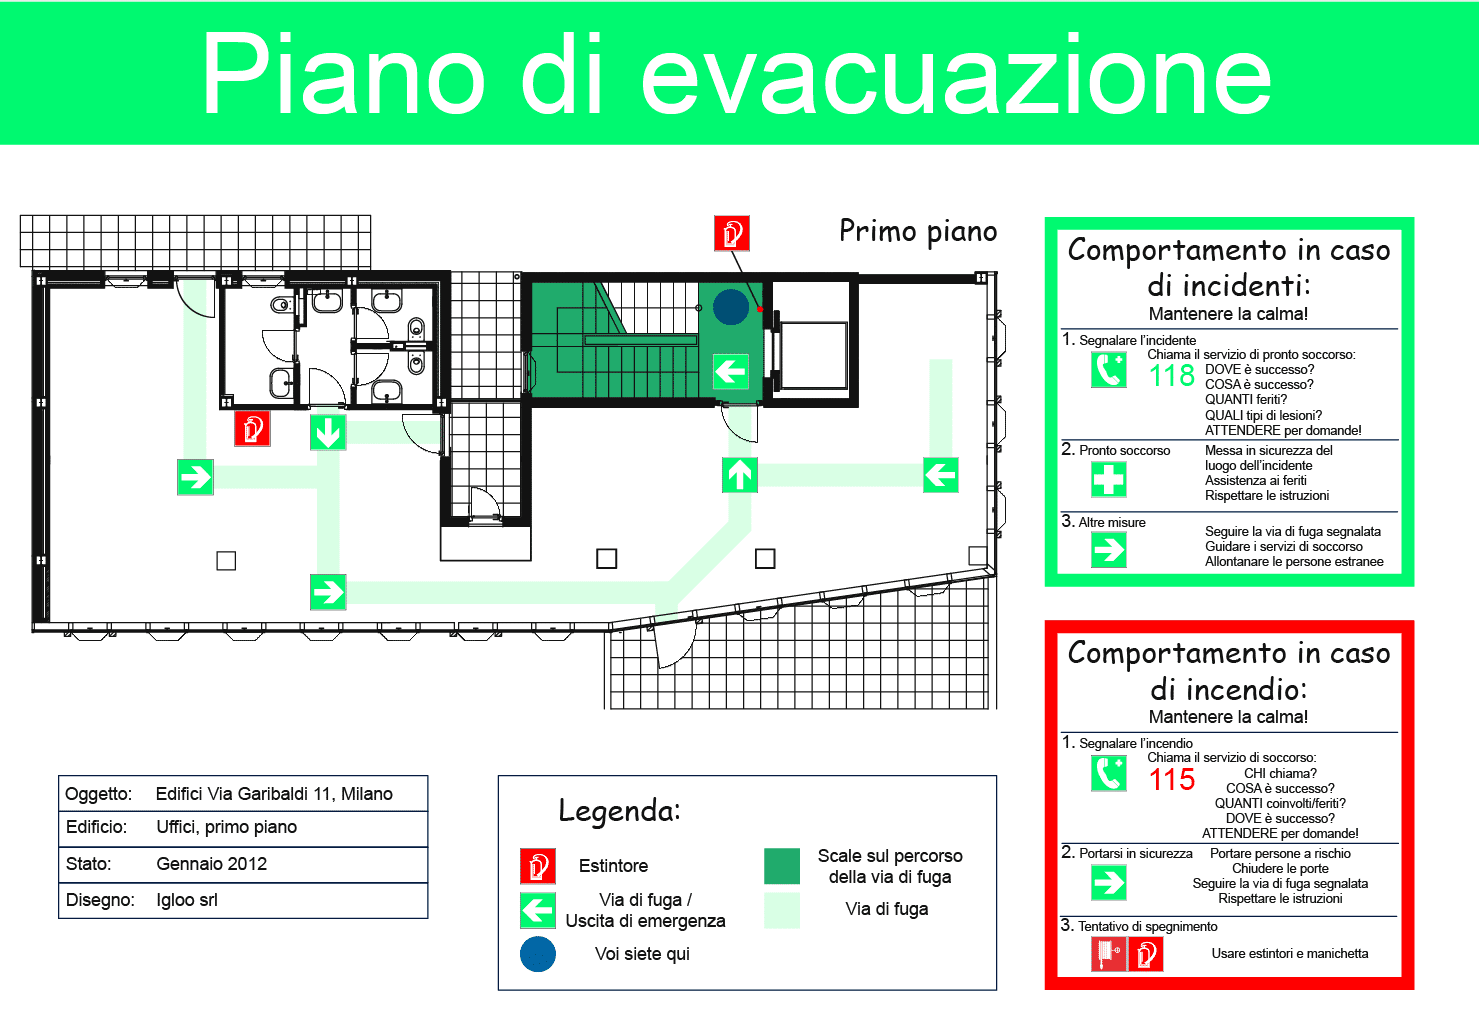 Piano di evacuazione
Primo piano
Comportamento in caso
di incidenti:
Mantenere la calma!
1. Segnalare l'incidente
Chiama il servizio di pronto soccorso:
118
DOVE è successo?
COSA è successo?
QUANTI feriti?
QUALI tipi di lesioni?
ATTENDERE per domande!
2. Pronto soccorso
Messa in sicurezza del
luogo dell'incidente
Assistenza ai feriti
Rispettare le istruzioni
3. Altre misure
Seguire la via di fuga segnalata
Guidare i servizi di soccorso
Allontanare le persone estranee
Comportamento in caso
di incendio:
Mantenere la calma!
1. Segnalare l'incendio
Chiama il servizio di soccorso:
115
CHI chiama?
COSA è successo?
QUANTI coinvolti/feriti?
DOVE è successo?
ATTENDERE per domande!
2. Portarsi in sicurezza
Portare persone a rischio
Chiudere le porte
Seguire la via di fuga segnalata
Rispettare le istruzioni
3. Tentativo di spegnimento
Usare estintori e manichetta
Oggetto: Edifici Via Garibaldi 11, Milano
Edificio: Uffici, primo piano
Stato: Gennaio 2012
Disegno: Igloo srl
Legenda:
Estintore
Via di fuga /
Uscita di emergenza
Voi siete qui
Scale sul percorso
della via di fuga
Via di fuga